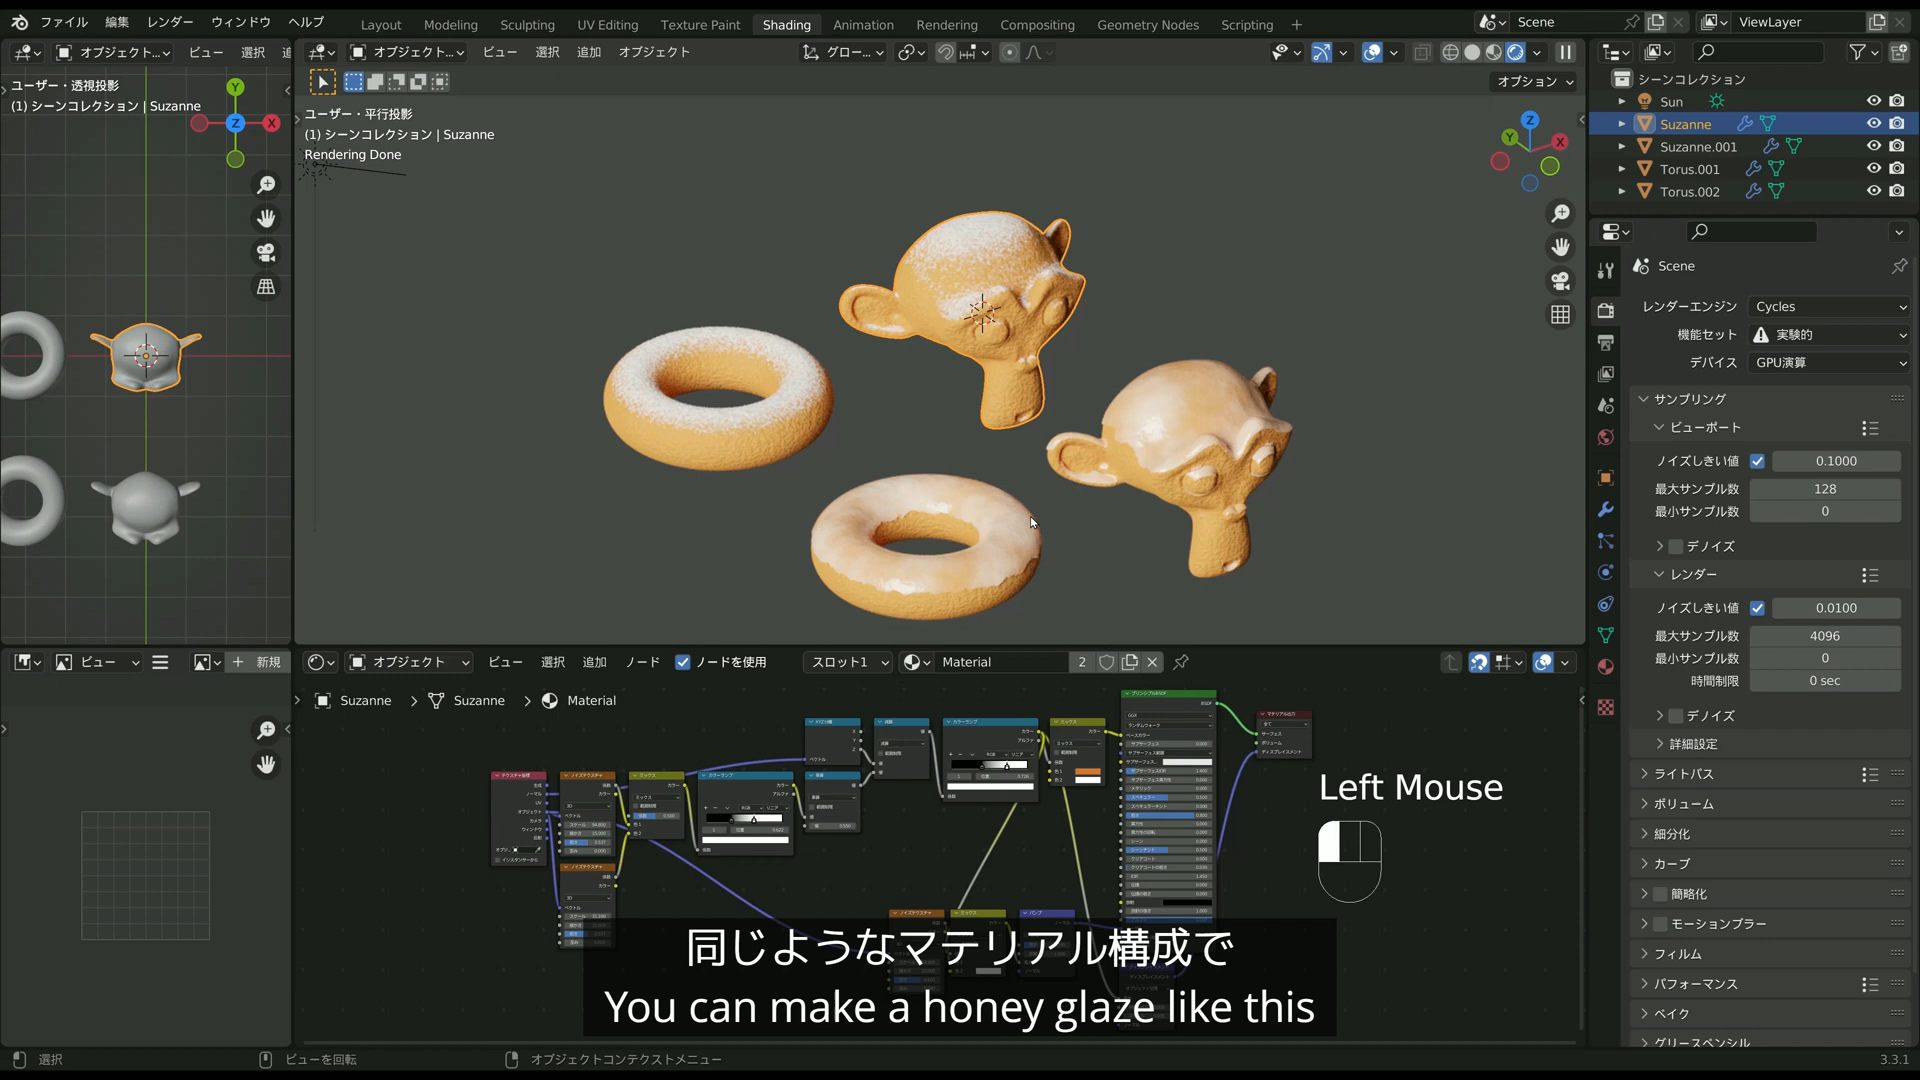 ファイル 編集 レンダー ウィンドウ ヘルプ Layout Modeling Sculpting UV Editing Texture Paint Shading Animation Rendering Compositing Geometry Nodes Scripting + Scene ViewLayer
オブジェクト... ビュー 選択 追
オブジェクト... ビュー 選択 追加 オブジェクト グロー...
オプション
ユーザー・透視投影
(1) シーンコレクション | Suzanne
ユーザー・平行投影
(1) シーンコレクション | Suzanne
Rendering Done
シーンコレクション
Sun
Suzanne
Suzanne.001
Torus.001
Torus.002
Scene
レンダーエンジン Cycles
機能セット 実験的
デバイス GPU演算
サンプリング
ビューポート
ノイズしきい値 0.1000
最大サンプル数 128
最小サンプル数 0
デノイズ
レンダー
ノイズしきい値 0.0100
最大サンプル数 4096
最小サンプル数 0
時間制限 0 sec
デノイズ
詳細設定
ライトパス
ボリューム
細分化
カーブ
簡略化
モーションブラー
フィルム
パフォーマンス
ベイク
グリースペンシル
ビュー 新規
オブジェクト ビュー 選択 追加 ノード ノードを使用 スロット1 Material 2
Suzanne > Suzanne > Material
Left Mouse
同じようなマテリアル構成で
You can make a honey glaze like this
選択 ビューを回転 オブジェクトコンテクストメニュー 3.3.1